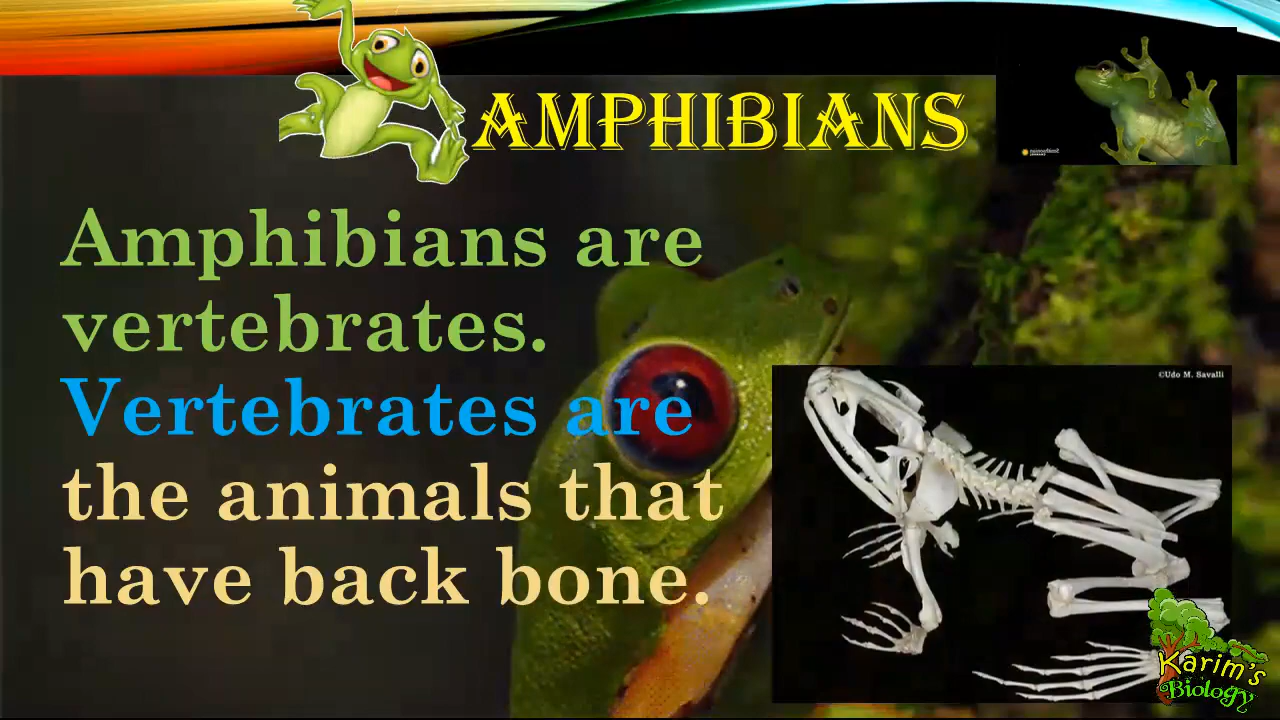 AMPHIBIANS
Amphibians are
vertebrates.
Vertebrates are
the animals that
have back bone.
©Udo M. Savalli
Karim's
Biology